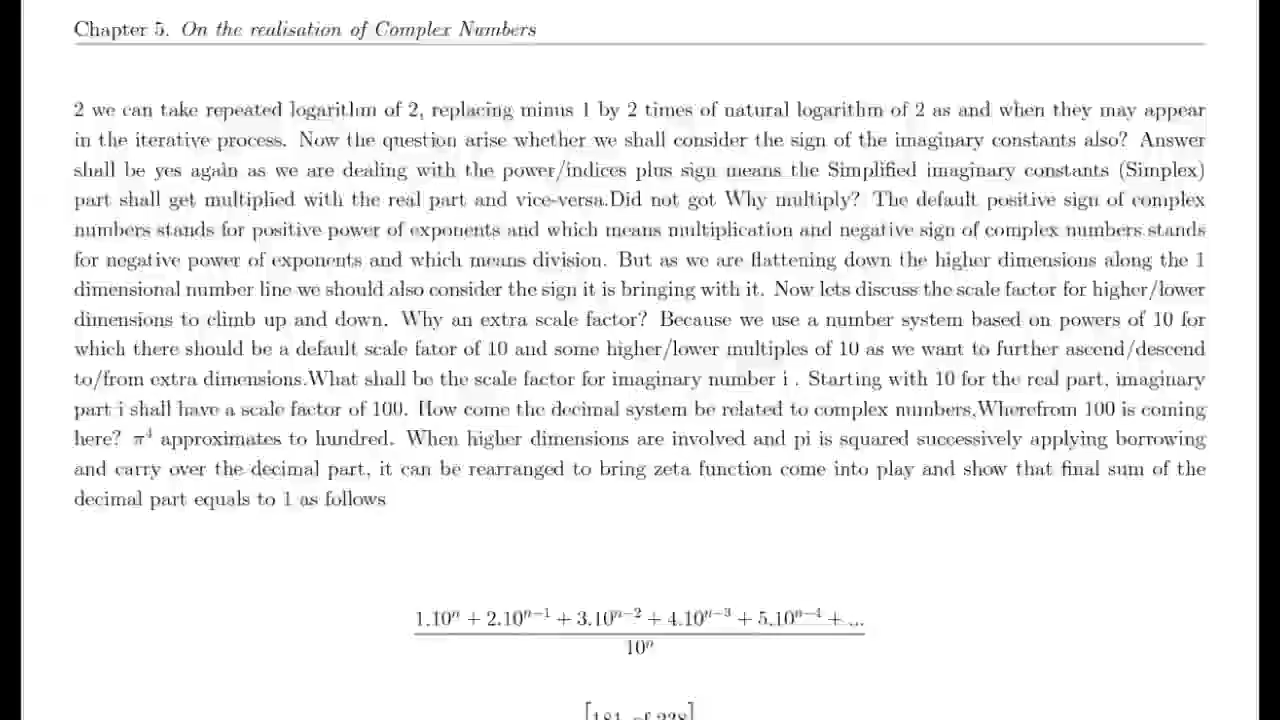 Chapter 5. On the realisation of Complex Numbers
2 we can take repeated logarithm of 2, replacing minus 1 by 2 times of natural logarithm of 2 as and when they may appear
in the iterative process. Now the question arise whether we shall consider the sign of the imaginary constants also? Answer
shall be yes again as we are dealing with the power/indices plus sign means the Simplified imaginary constants (Simplex)
part shall get multiplied with the real part and vice-versa.Did not got Why multiply? The default positive sign of complex
numbers stands for positive power of exponents and which means multiplication and negative sign of complex numbers stands
for negative power of exponents and which means division. But as we are flattening down the higher dimensions along the 1
dimensional number line we should also consider the sign it is bringing with it. Now lets discuss the scale factor for higher/lower
dimensions to climb up and down. Why an extra scale factor? Because we use a number system based on powers of 10 for
which there should be a default scale fator of 10 and some higher/lower multiples of 10 as we want to further ascend/descend
to/from extra dimensions.What shall be the scale factor for imaginary number i . Starting with 10 for the real part, imaginary
part i shall have a scale factor of 100. How come the decimal system be related to complex numbers,Wherefrom 100 is coming
here? π⁴ approximates to hundred. When higher dimensions are involved and pi is squared successively applying borrowing
and carry over the decimal part, it can be rearranged to bring zeta function come into play and show that final sum of the
decimal part equals to 1 as follows
1.10ⁿ + 2.10ⁿ⁻¹ + 3.10ⁿ⁻² + 4.10ⁿ⁻³ + 5.10ⁿ⁻⁴ + ...
10ⁿ
[181 of 228]